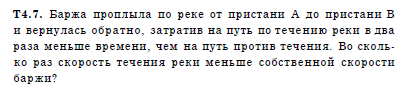 Т4.7. Баржа проплыла по реке от пристани А до пристани В
и вернулась обратно, затратив на путь по течению реки в два
раза меньше времени, чем на путь против течения. Во сколь-
ко раз скорость течения реки меньше собственной скорости
баржи?